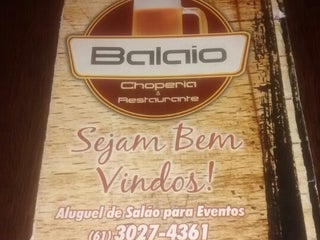 Balaio
Choperia
&
Restaurante
Sejam Bem
Vindos!
Aluguel de Salão para Eventos
(61) 3027-4361